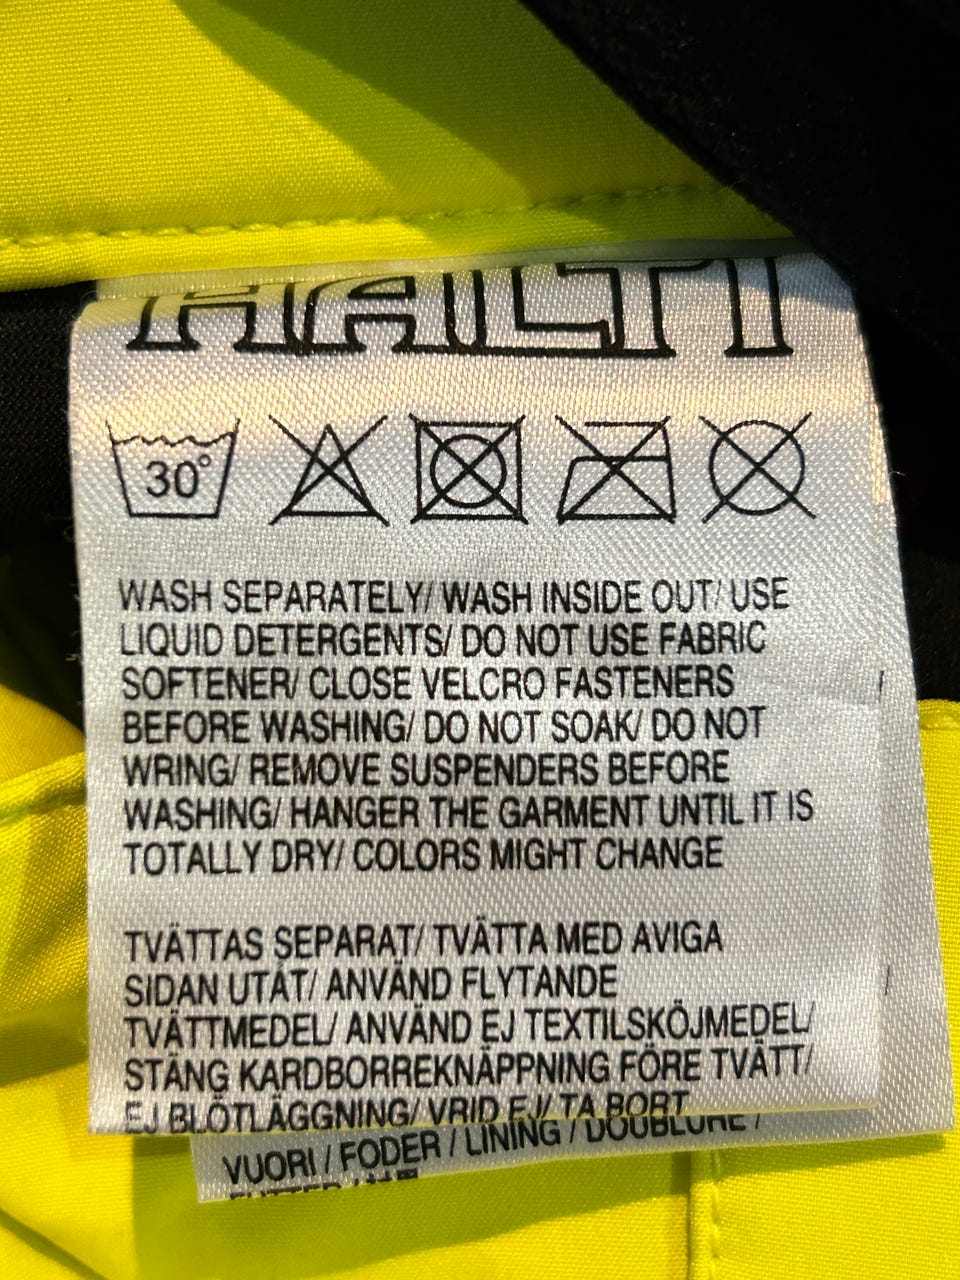 HALTI
30°
WASH SEPARATELY/ WASH INSIDE OUT/ USE
LIQUID DETERGENTS/ DO NOT USE FABRIC
SOFTENER/ CLOSE VELCRO FASTENERS
BEFORE WASHING/ DO NOT SOAK/ DO NOT
WRING/ REMOVE SUSPENDERS BEFORE
WASHING/ HANGER THE GARMENT UNTIL IT IS
TOTALLY DRY/ COLORS MIGHT CHANGE
TVÄTTAS SEPARAT/ TVÄTTA MED AVIGA
SIDAN UTÅT/ ANVÄND FLYTANDE
TVÄTTMEDEL/ ANVÄND EJ TEXTILSKÖJMEDEL/
STÄNG KARDBORREKNÄPPNING FÖRE TVÄTT/
EJ BLÖTLÄGGNING/ VRID EJ/ TA BORT
VUORI / FODER / LINING / DOUBLURE /